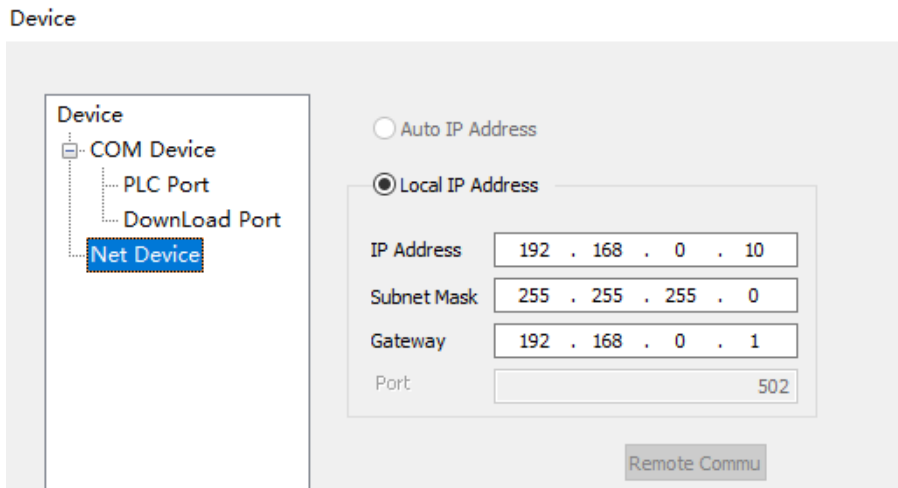 Device
Device
COM Device
PLC Port
DownLoad Port
Net Device
Auto IP Address
Local IP Address
IP Address 192 . 168 . 0 . 10
Subnet Mask 255 . 255 . 255 . 0
Gateway 192 . 168 . 0 . 1
Port 502
Remote Commu